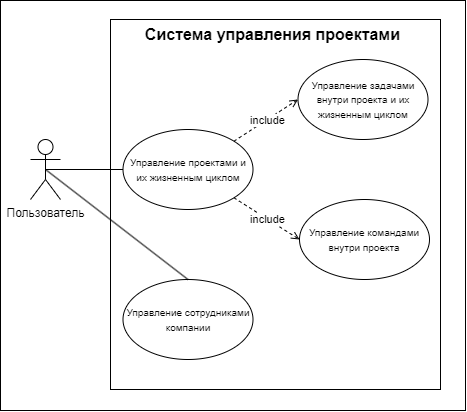 Система управления проектами
Управление задачами
внутри проекта и их
жизненным циклом
include
Управление проектами и
их жизненным циклом
Пользователь
include
Управление командами
внутри проекта
Управление сотрудниками
компании